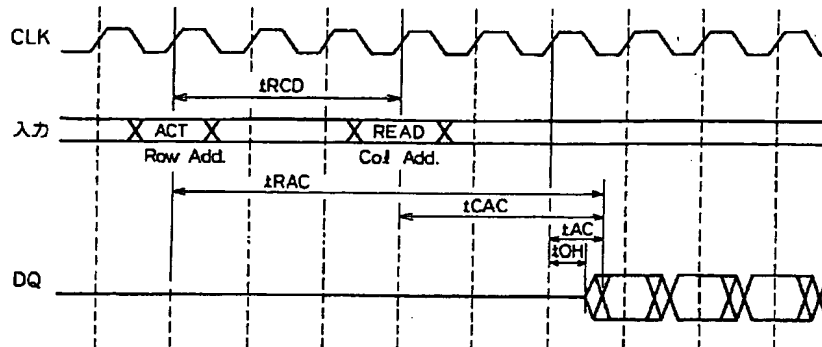 CLK
tRCD
入力
ACT
READ
Row Add.
Col Add.
tRAC
tCAC
tAC
tOH
DQ